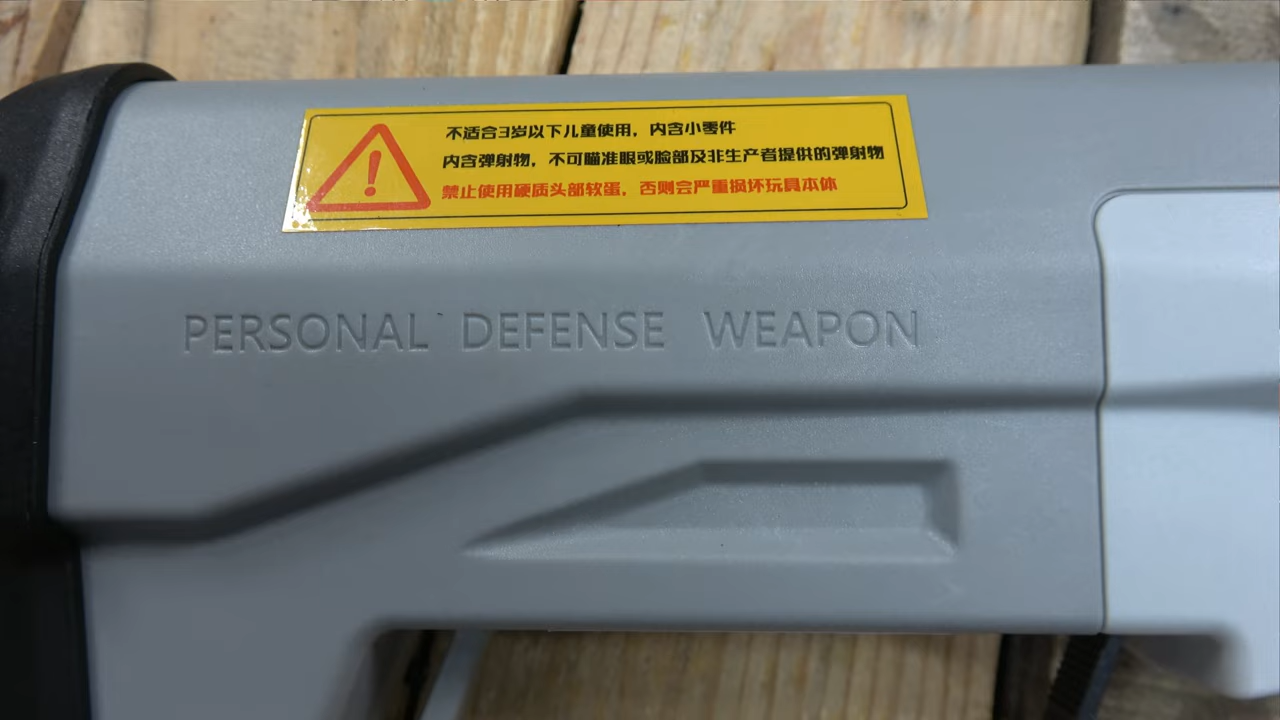 不适合3岁以下儿童使用，内含小零件
内含弹射物，不可瞄准眼或脸部及非生产者提供的弹射物
禁止使用硬质头部软蛋，否则会严重损坏玩具本体
PERSONAL DEFENSE WEAPON